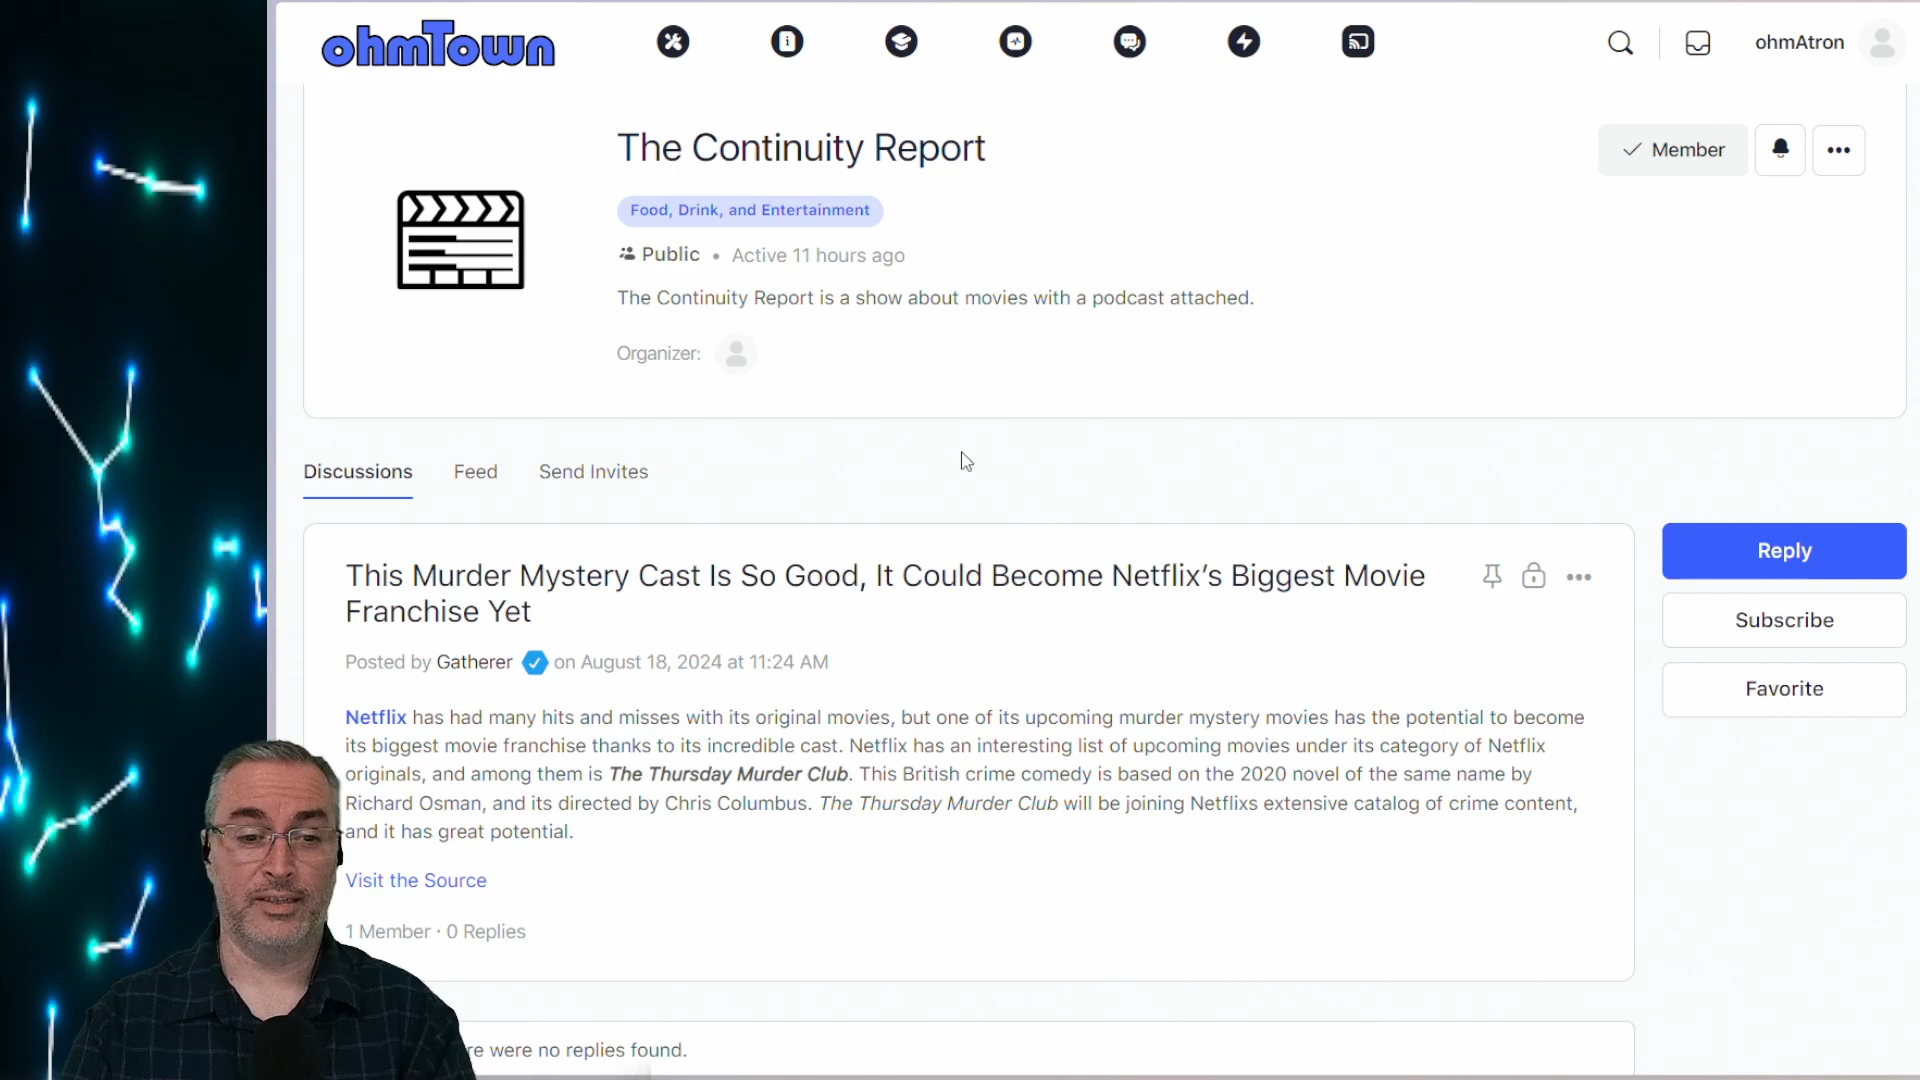 ohmTown
ohmAtron
The Continuity Report
Member
Food, Drink, and Entertainment
Public • Active 11 hours ago
The Continuity Report is a show about movies with a podcast attached.
Organizer:
Discussions Feed Send Invites
This Murder Mystery Cast Is So Good, It Could Become Netflix’s Biggest Movie
Franchise Yet
Reply
Subscribe
Favorite
Posted by Gatherer on August 18, 2024 at 11:24 AM
Netflix has had many hits and misses with its original movies, but one of its upcoming murder mystery movies has the potential to become
its biggest movie franchise thanks to its incredible cast. Netflix has an interesting list of upcoming movies under its category of Netflix
originals, and among them is The Thursday Murder Club. This British crime comedy is based on the 2020 novel of the same name by
Richard Osman, and its directed by Chris Columbus. The Thursday Murder Club will be joining Netflixs extensive catalog of crime content,
and it has great potential.
Visit the Source
1 Member · 0 Replies
re were no replies found.